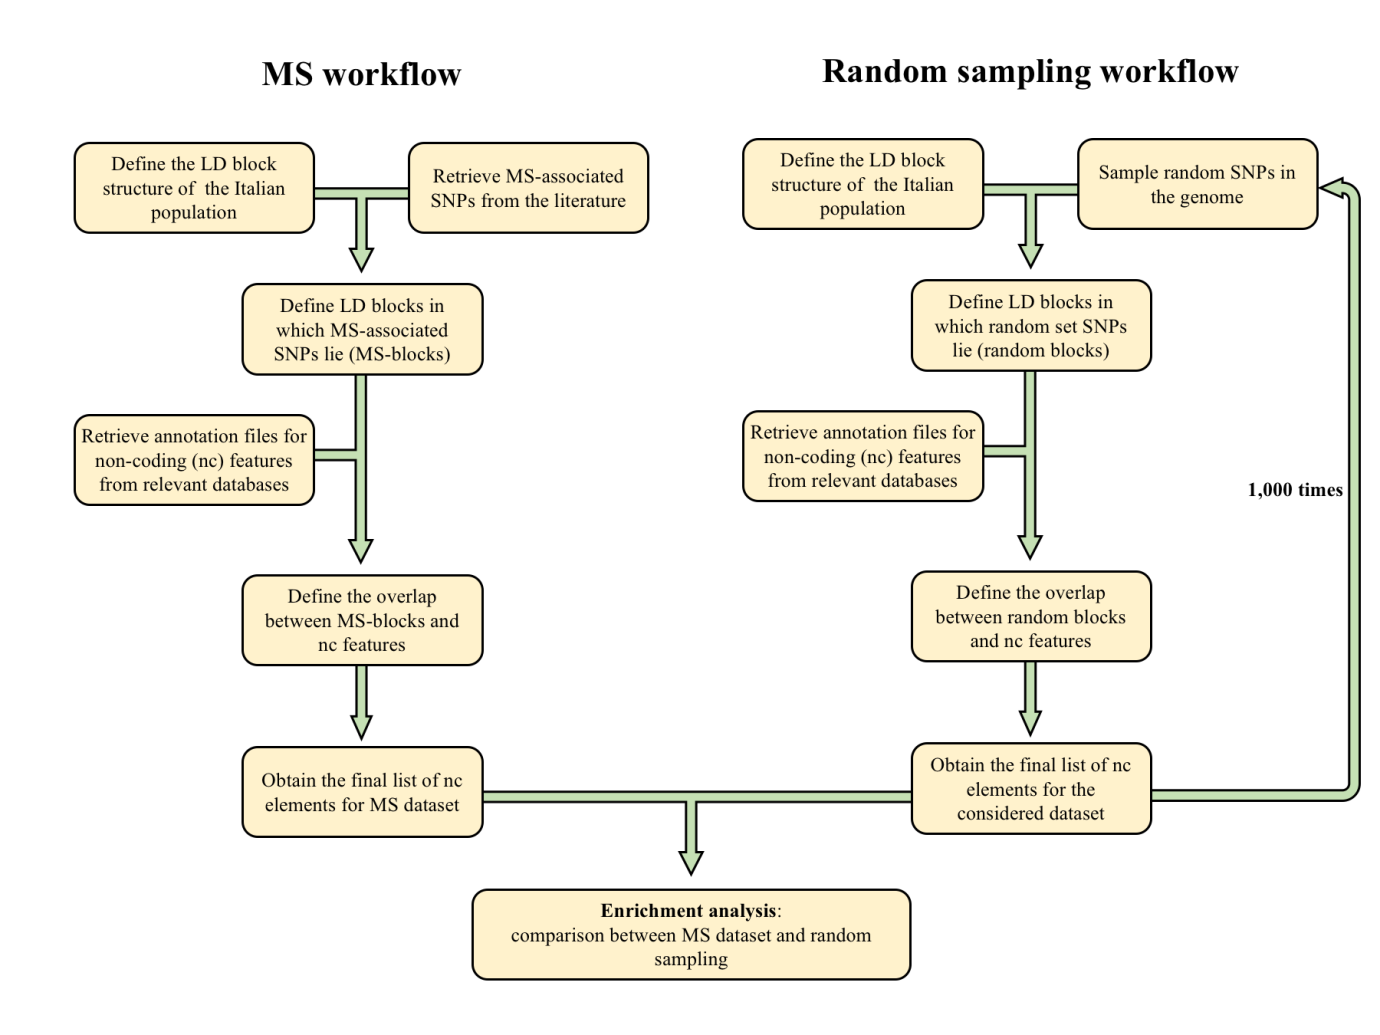 MS workflow
Define the LD block
structure of the Italian
population
Retrieve MS-associated
SNPs from the literature
Define LD blocks in
which MS-associated
SNPs lie (MS-blocks)
Retrieve annotation files for
non-coding (nc) features
from relevant databases
Define the overlap
between MS-blocks and
nc features
Obtain the final list of nc
elements for MS dataset
Random sampling workflow
Define the LD block
structure of the Italian
population
Sample random SNPs in
the genome
Define LD blocks in
which random set SNPs
lie (random blocks)
Retrieve annotation files for
non-coding (nc) features
from relevant databases
1,000 times
Define the overlap
between random blocks
and nc features
Obtain the final list of nc
elements for the
considered dataset
Enrichment analysis:
comparison between MS dataset and random
sampling